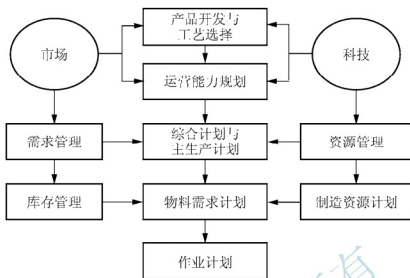 产品开发与
工艺选择
市场
科技
运营能力规划
需求管理
综合计划与
主生产计划
资源管理
库存管理
物料需求计划
制造资源计划
作业计划
有